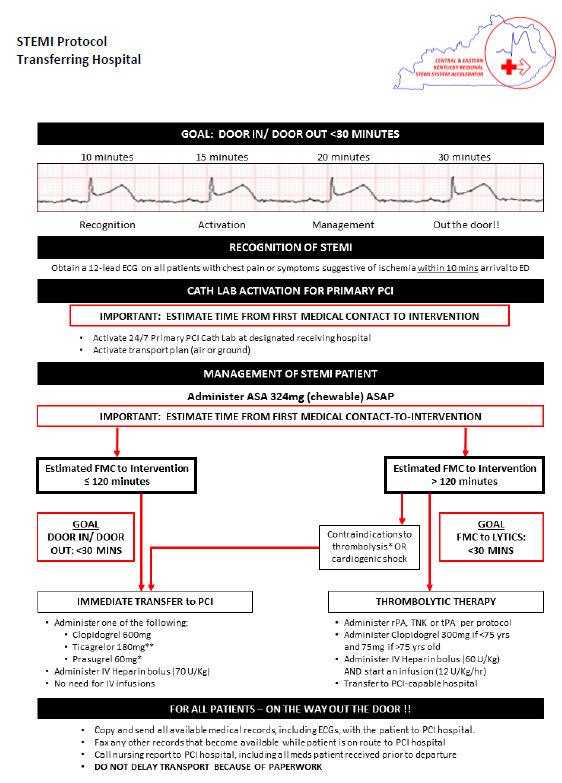 STEMI Protocol
Transferring Hospital
CENTRAL & EASTERN
KENTUCKY REGIONAL
STEMI SYSTEM ACCELERATOR
GOAL: DOOR IN/ DOOR OUT <30 MINUTES
10 minutes 15 minutes 20 minutes 30 minutes
Recognition Activation Management Out the door!!
RECOGNITION OF STEMI
Obtain a 12-lead ECG on all patients with chest pain or symptoms suggestive of ischemia within 10 mins arrival to ED
CATH LAB ACTIVATION FOR PRIMARY PCI
IMPORTANT: ESTIMATE TIME FROM FIRST MEDICAL CONTACT TO INTERVENTION
• Activate 24/7 Primary PCI Cath Lab at designated receiving hospital
• Activate transport plan (air or ground)
MANAGEMENT OF STEMI PATIENT
Administer ASA 324mg (chewable) ASAP
IMPORTANT: ESTIMATE TIME FROM FIRST MEDICAL CONTACT-TO-INTERVENTION
Estimated FMC to Intervention
≤ 120 minutes
Estimated FMC to Intervention
> 120 minutes
GOAL
DOOR IN/ DOOR
OUT: <30 MINS
Contraindications to
thrombolysis* OR
cardiogenic shock
GOAL
FMC to LYTICS:
<30 MINS
IMMEDIATE TRANSFER to PCI
• Administer one of the following:
• Clopidogrel 600mg
• Ticagrelor 180mg**
• Prasugrel 60mg*
• Administer IV Heparin bolus (70 U/Kg)
• No need for IV infusions
THROMBOLYTIC THERAPY
• Administer rPA, TNK or tPA per protocol
• Administer Clopidogrel 300mg if <75 yrs
and 75mg if >75 yrs old
• Administer IV Heparin bolus (60 U/Kg)
AND start an infusion (12 U/Kg/hr)
• Transfer to PCI-capable hospital
FOR ALL PATIENTS – ON THE WAY OUT THE DOOR !!
• Copy and send all available medical records, including ECGs, with the patient to PCI hospital.
• Fax any other records that become available while patient is on route to PCI hospital
• Call nursing report to PCI hospital, including all meds patient received prior to departure
• DO NOT DELAY TRANSPORT BECAUSE OF PAPERWORK